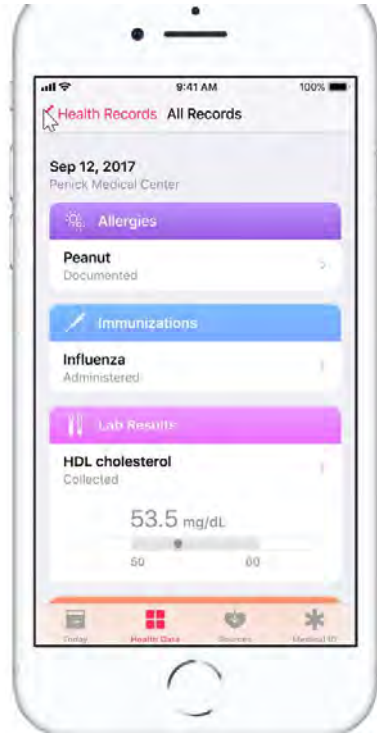 9:41 AM 100%
Health Records All Records
Sep 12, 2017
Penick Medical Center
Allergies
Peanut
Documented
Immunizations
Influenza
Administered
Lab Results
HDL cholesterol
Collected
53.5 mg/dL
50 60
Today Health Data Sources Medical ID